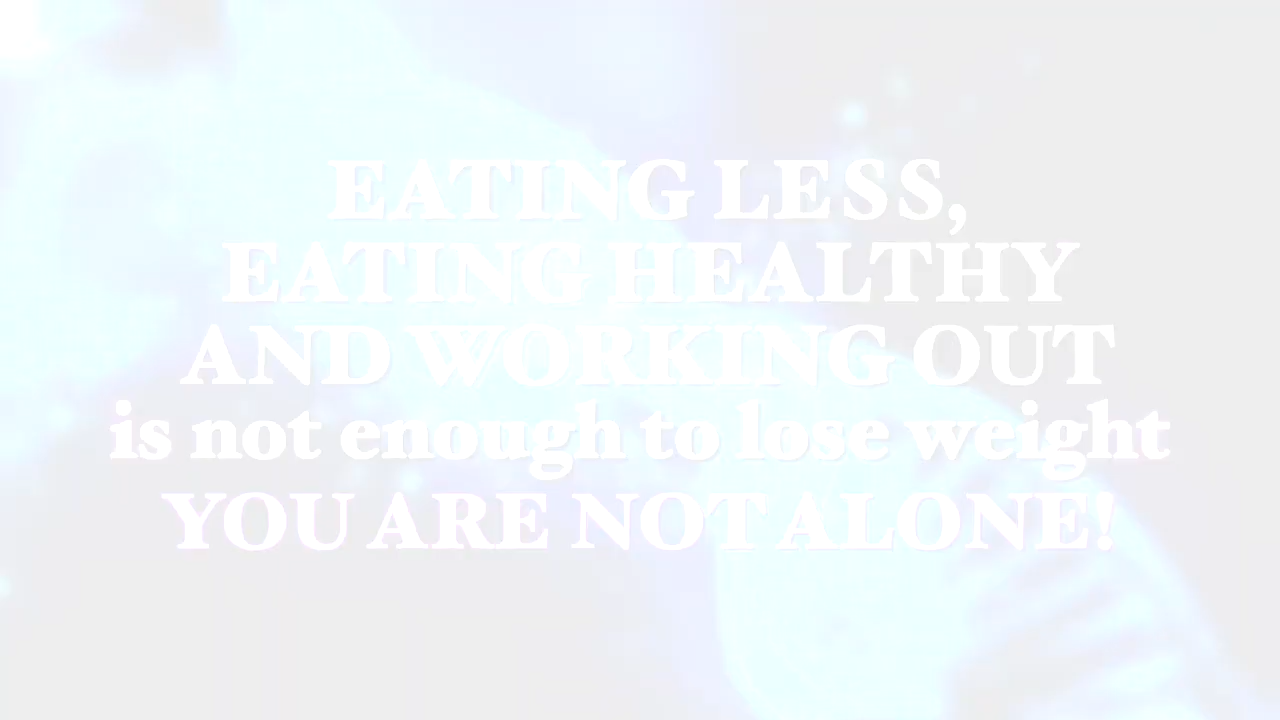 EATING LESS,
EATING HEALTHY
AND WORKING OUT
is not enough to lose weight
YOU ARE NOT ALONE!